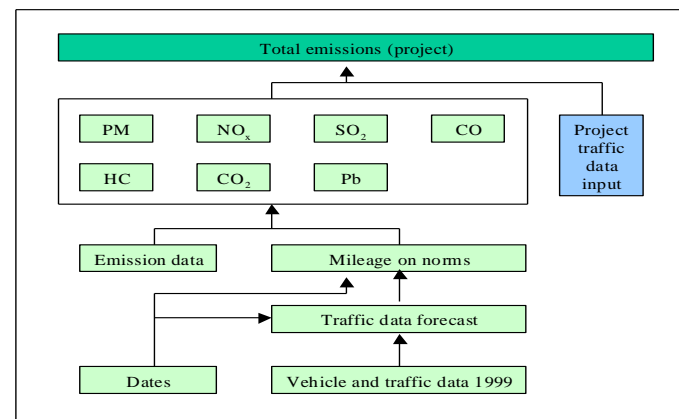 Total emissions (project)
PM
NOₓ
SO₂
CO
HC
CO₂
Pb
Project
traffic
data
input
Emission data
Mileage on norms
Traffic data forecast
Dates
Vehicle and traffic data 1999